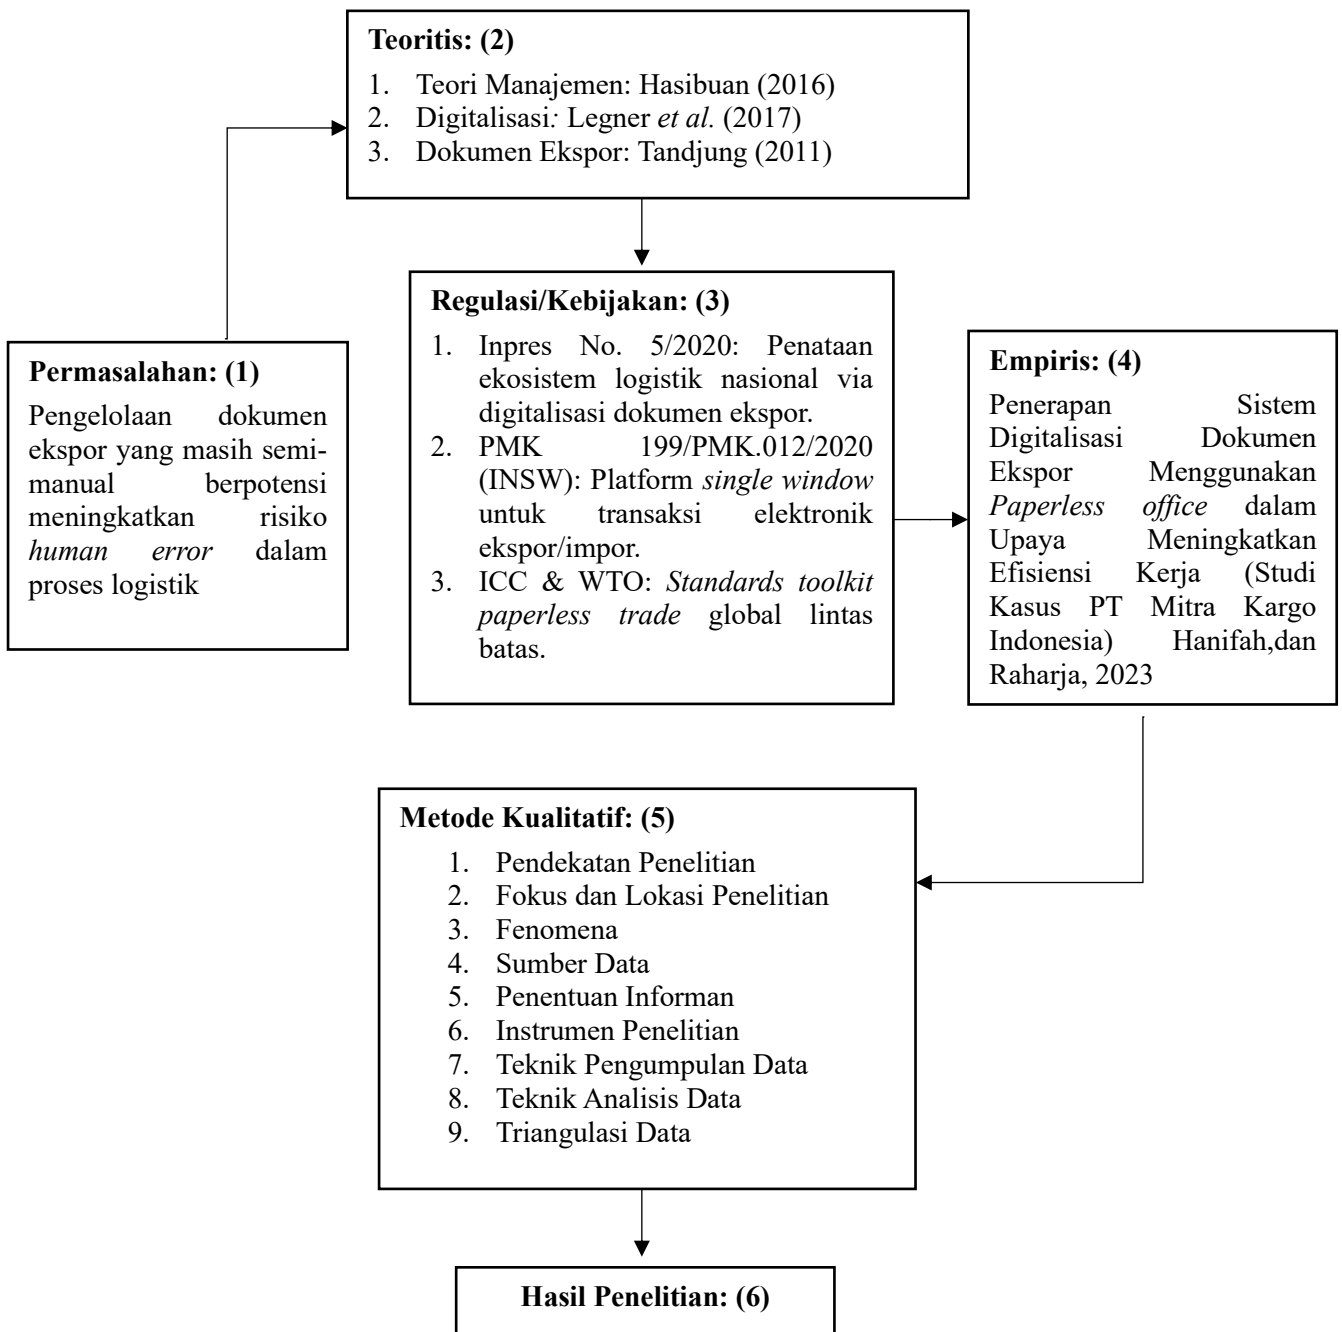 Teoritis: (2)
1. Teori Manajemen: Hasibuan (2016)
2. Digitalisasi: Legner et al. (2017)
3. Dokumen Ekspor: Tandjung (2011)
Regulasi/Kebijakan: (3)
1. Inpres No. 5/2020: Penataan
ekosistem logistik nasional via
digitalisasi dokumen ekspor.
2. PMK 199/PMK.012/2020
(INSW): Platform single window
untuk transaksi elektronik
ekspor/impor.
3. ICC & WTO: Standards toolkit
paperless trade global lintas
batas.
Permasalahan: (1)
Pengelolaan dokumen
ekspor yang masih semi-
manual berpotensi
meningkatkan risiko
human error dalam
proses logistik
Empiris: (4)
Penerapan Sistem
Digitalisasi Dokumen
Ekspor Menggunakan
Paperless office dalam
Upaya Meningkatkan
Efisiensi Kerja (Studi
Kasus PT Mitra Kargo
Indonesia) Hanifah,dan
Raharja, 2023
Metode Kualitatif: (5)
1. Pendekatan Penelitian
2. Fokus dan Lokasi Penelitian
3. Fenomena
4. Sumber Data
5. Penentuan Informan
6. Instrumen Penelitian
7. Teknik Pengumpulan Data
8. Teknik Analisis Data
9. Triangulasi Data
Hasil Penelitian: (6)